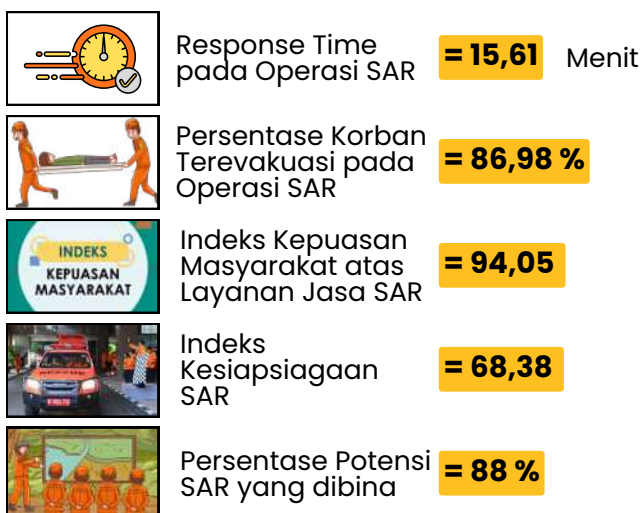 Response Time
pada Operasi SAR
= 15,61 Menit
Persentase Korban
Terevakuasi pada
Operasi SAR
= 86,98 %
INDEKS
KEPUASAN
MASYARAKAT
Indeks Kepuasan
Masyarakat atas
Layanan Jasa SAR
= 94,05
Indeks
Kesiapsiagaan
SAR
= 68,38
Persentase Potensi
SAR yang dibina
= 88 %